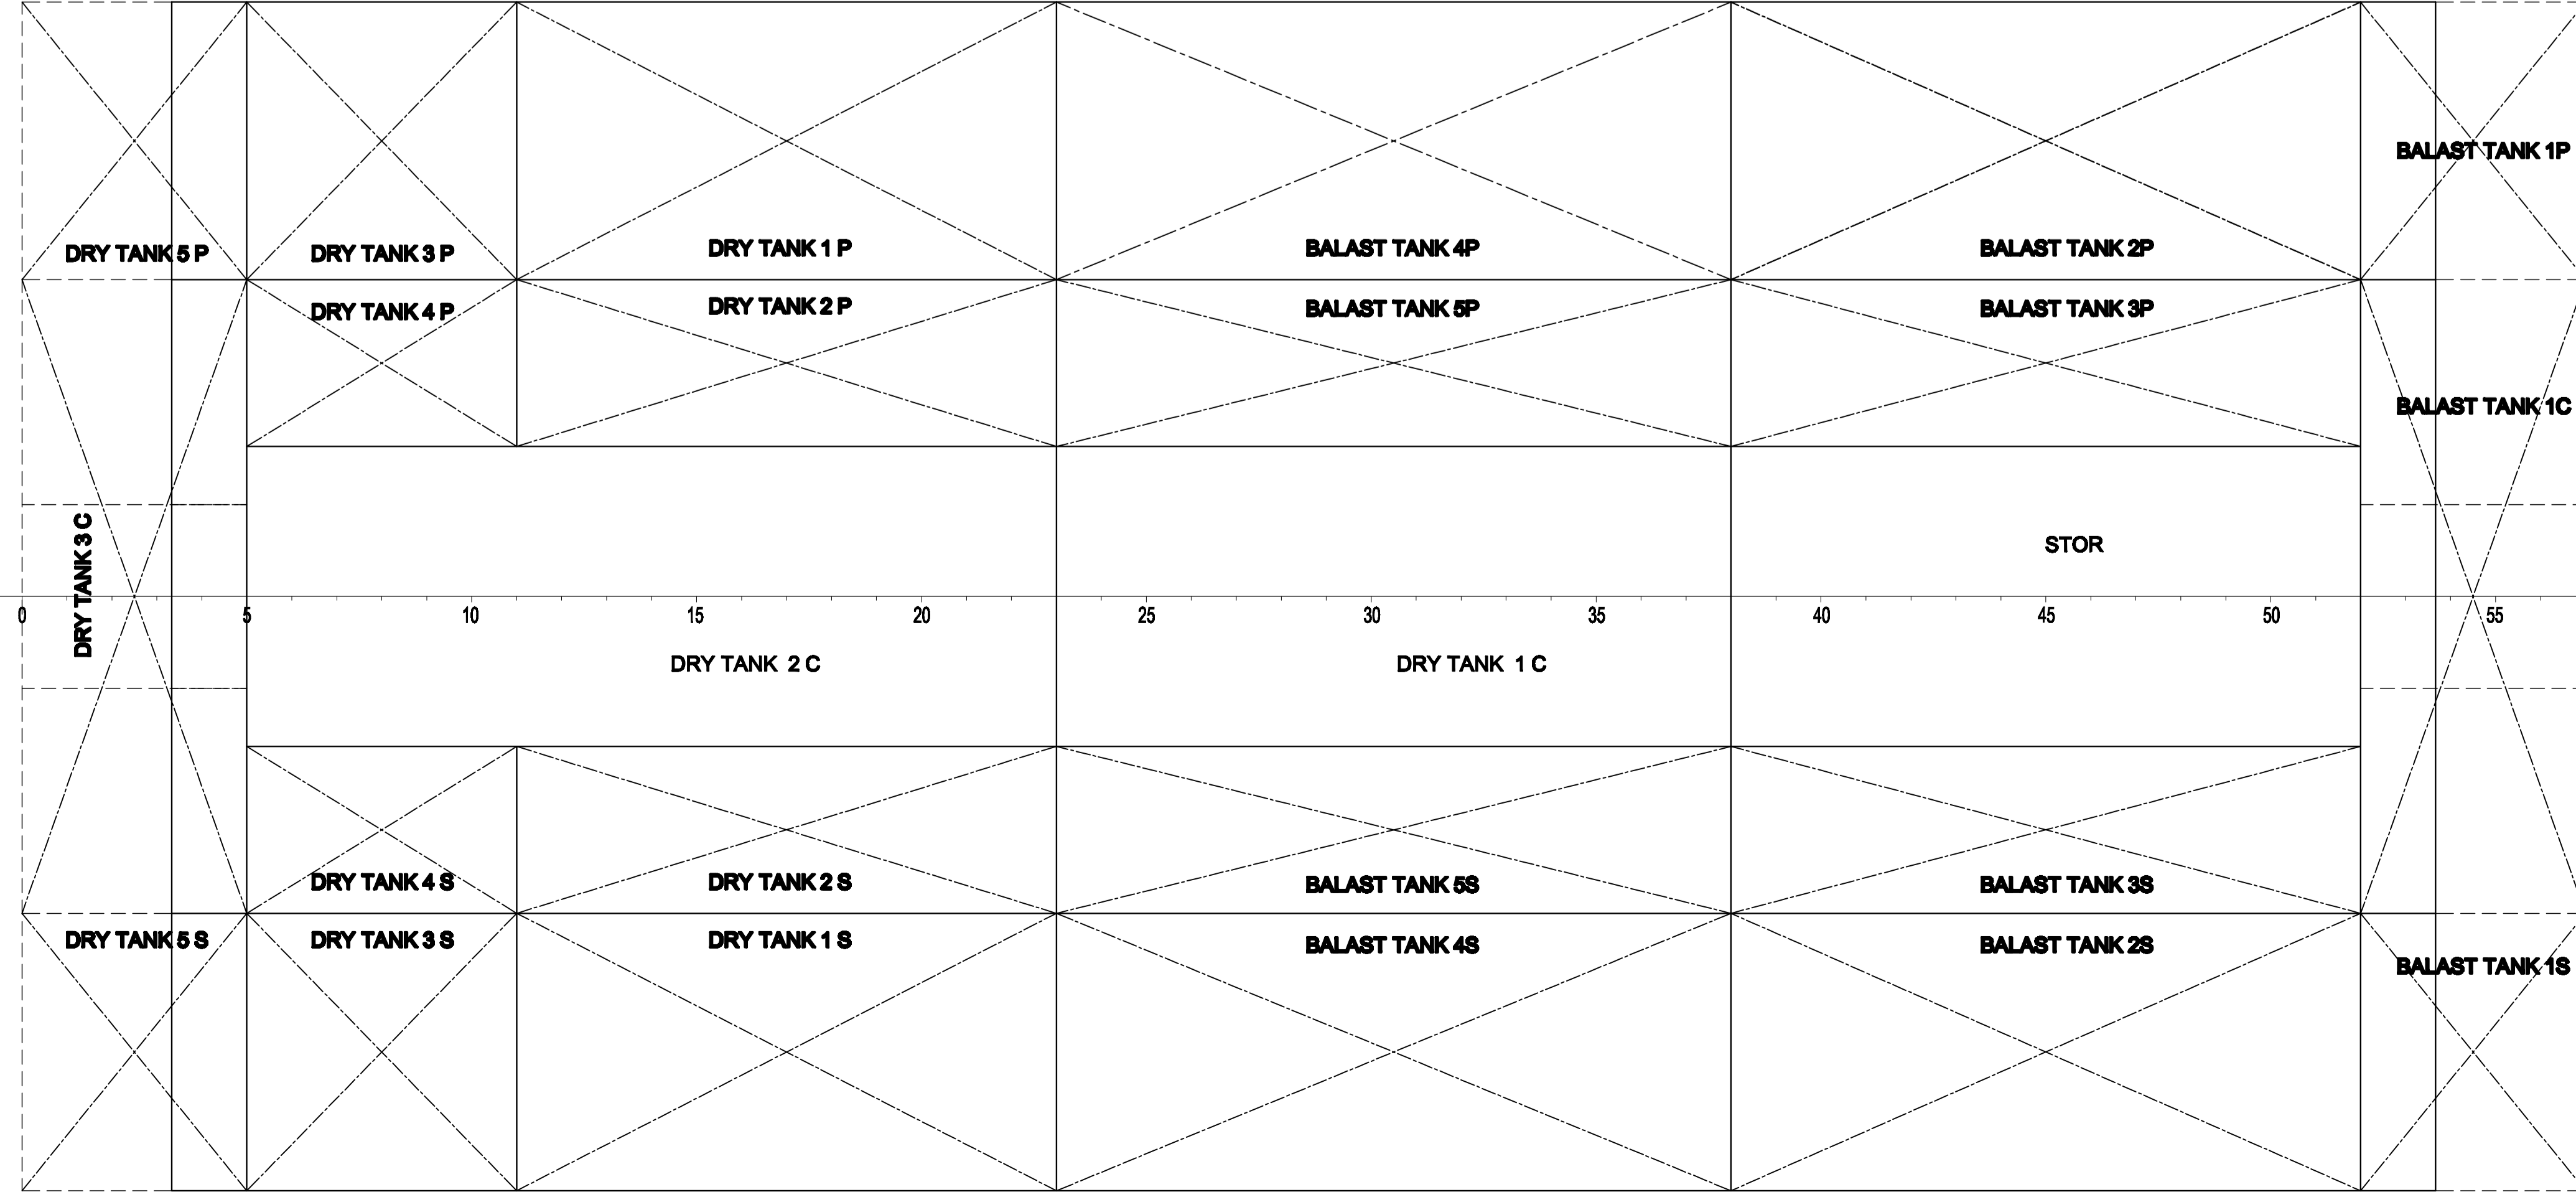 BALAST TANK 1P
DRY TANK 5 P
DRY TANK 3 P
DRY TANK 1 P
BALAST TANK 4P
BALAST TANK 2P
DRY TANK 4 P
DRY TANK 2 P
BALAST TANK 5P
BALAST TANK 3P
BALAST TANK 1C
STOR
DRY TANK 3 C
0 5 10 15 20 25 30 35 40 45 50 55
DRY TANK 2 C
DRY TANK 1 C
DRY TANK 4 S
DRY TANK 2 S
BALAST TANK 5S
BALAST TANK 3S
DRY TANK 5 S
DRY TANK 3 S
DRY TANK 1 S
BALAST TANK 4S
BALAST TANK 2S
BALAST TANK 1S